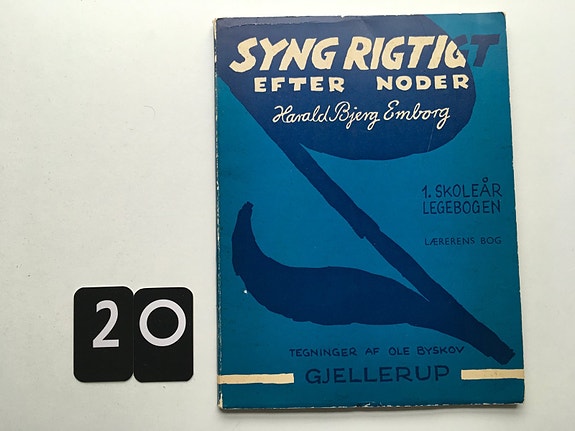 SYNG RIGTIGT
EFTER NODER
Harald Bjerg Emborg
1. SKOLEÅR
LEGEBOGEN
LÆRERENS BOG
20
TEGNINGER AF OLE BYSKOV
GJELLERUP